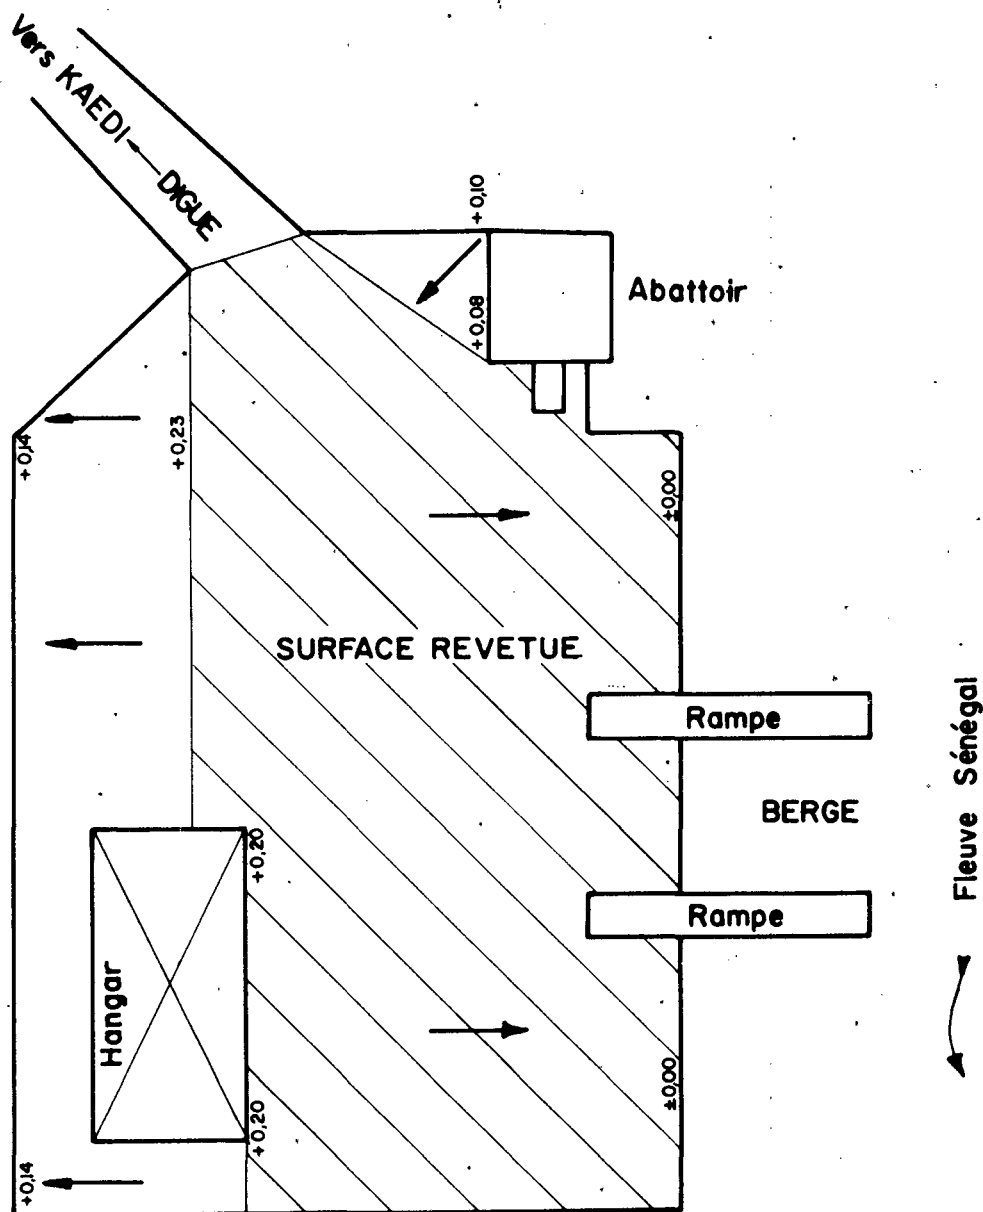 Vers KAEDI
DIGUE
+0,10
+0,08
Abattoir
+0,14
+0,23
±0,00
SURFACE REVETUE
Rampe
BERGE
Fleuve Sénégal
+0,20
Rampe
Hangar
±0,00
+0,20
+0,14